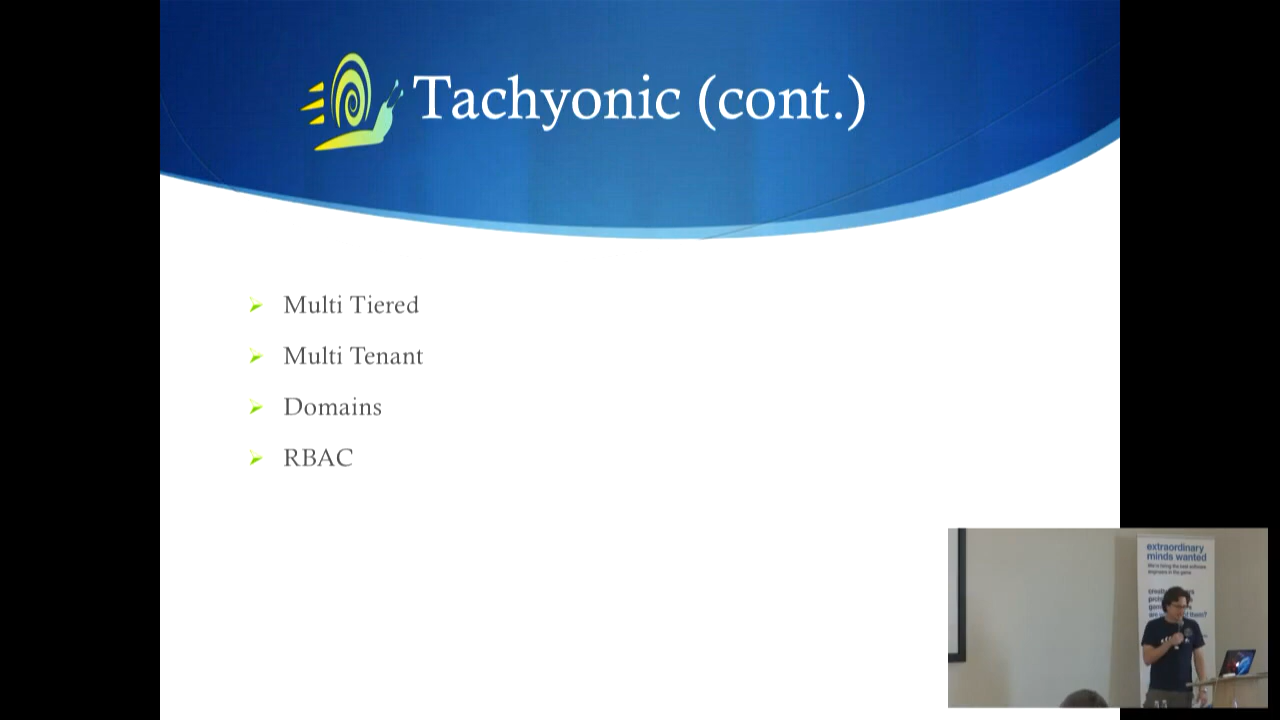 Tachyonic (cont.)
Multi Tiered
Multi Tenant
Domains
RBAC
extraordinary
minds wanted